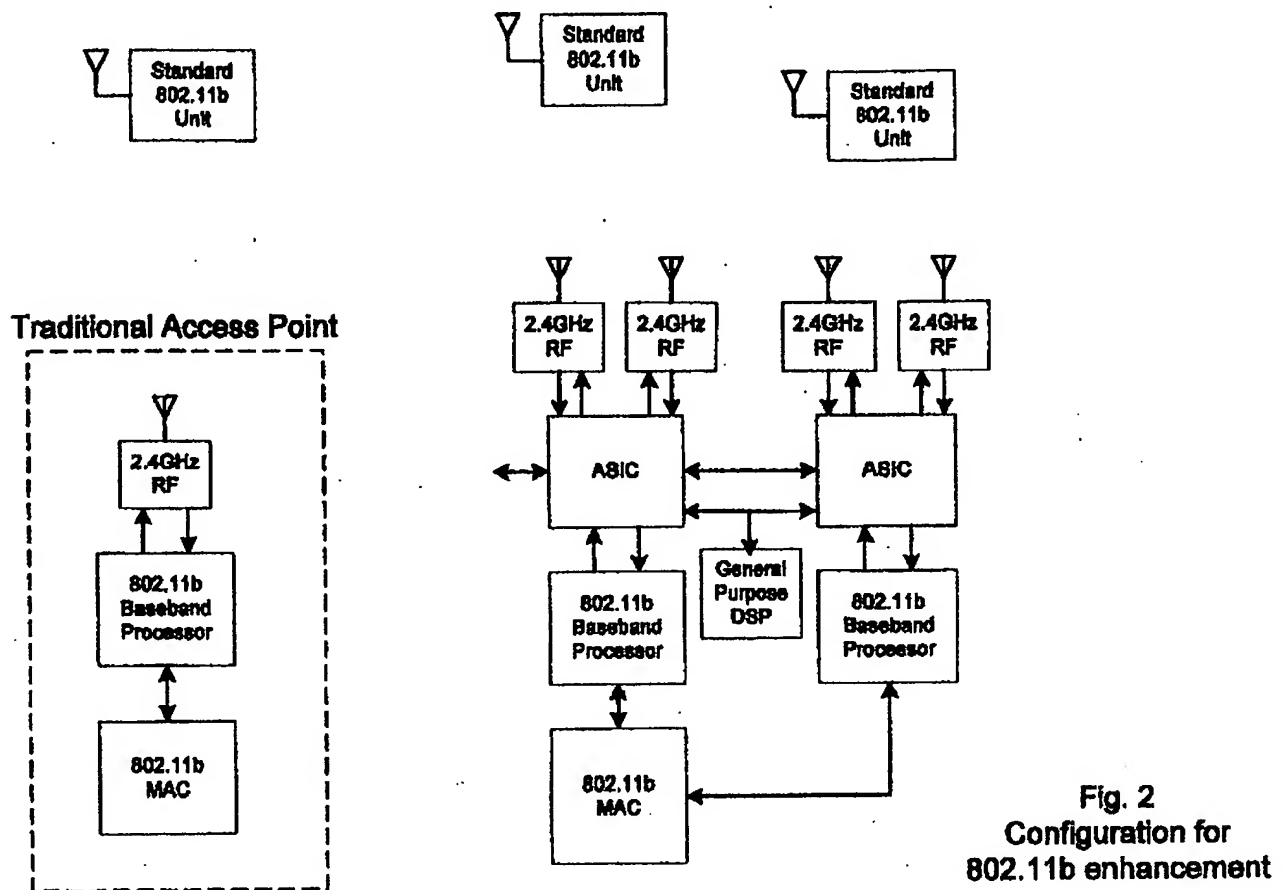 Standard
802.11b
Unit
Standard
802.11b
Unit
Standard
802.11b
Unit
Traditional Access Point
2.4GHz
RF
802.11b
Baseband
Processor
802.11b
MAC
2.4GHz
RF
2.4GHz
RF
2.4GHz
RF
2.4GHz
RF
ASIC
ASIC
802.11b
Baseband
Processor
General
Purpose
DSP
802.11b
Baseband
Processor
802.11b
MAC
Fig. 2
Configuration for
802.11b enhancement